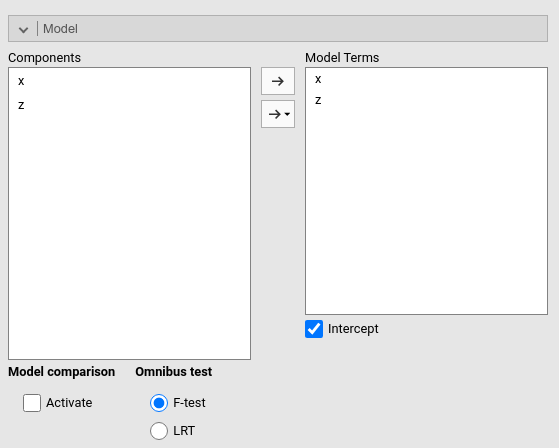 Model
Components
Model Terms
x
z
x
z
Intercept
Model comparison
Omnibus test
Activate
F-test
LRT